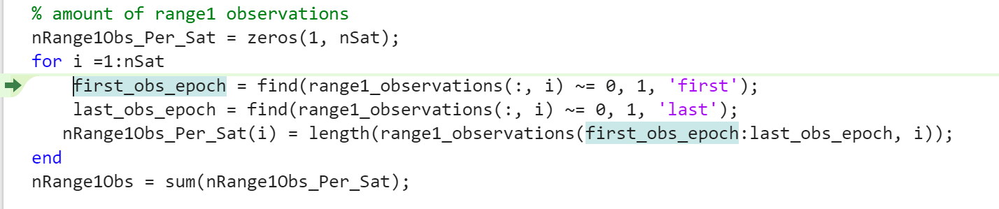 % amount of range1 observations
nRange1Obs_Per_Sat = zeros(1, nSat);
for i =1:nSat
first_obs_epoch = find(range1_observations(:, i) ~= 0, 1, 'first');
last_obs_epoch = find(range1_observations(:, i) ~= 0, 1, 'last');
nRange1Obs_Per_Sat(i) = length(range1_observations(first_obs_epoch:last_obs_epoch, i));
end
nRange1Obs = sum(nRange1Obs_Per_Sat);